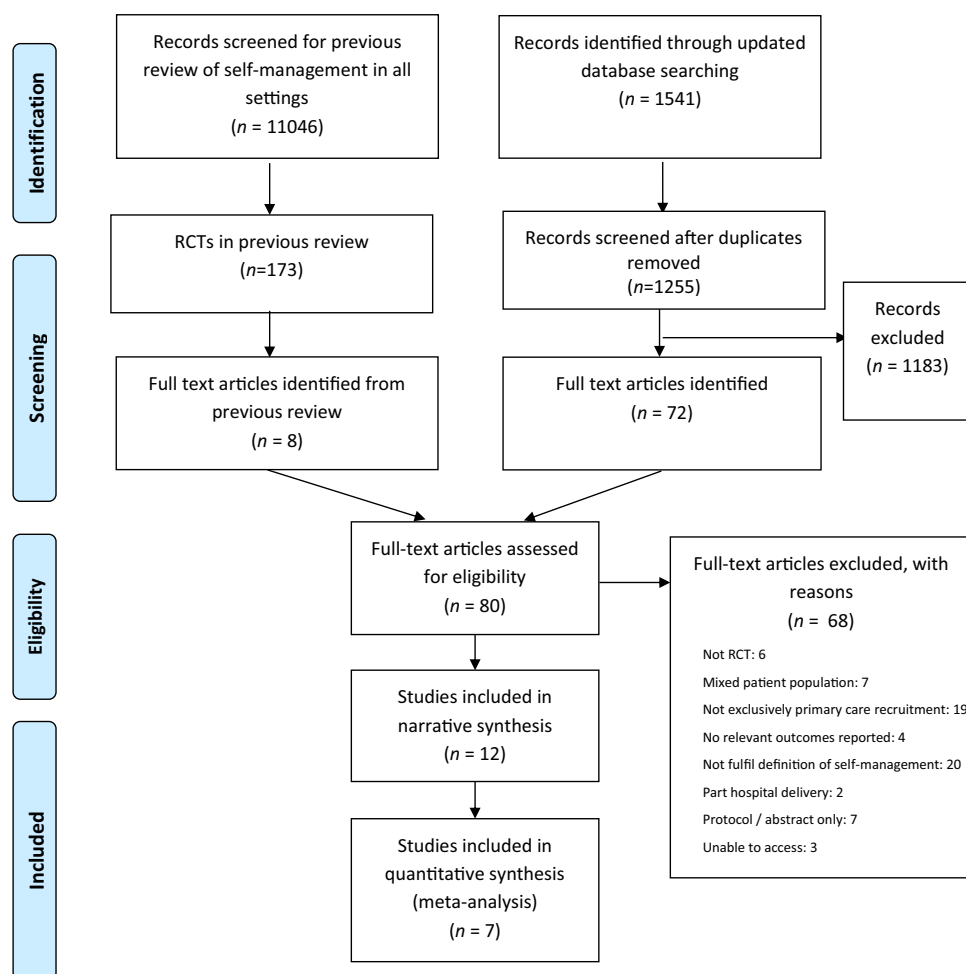 Identification
Records screened for previous
review of self-management in all
settings
(n = 11046)
Records identified through updated
database searching
(n = 1541)
Screening
RCTs in previous review
(n=173)
Records screened after duplicates
removed
(n=1255)
Records
excluded
(n = 1183)
Full text articles identified from
previous review
(n = 8)
Full text articles identified
(n = 72)
Eligibility
Full-text articles assessed
for eligibility
(n = 80)
Full-text articles excluded, with
reasons
(n = 68)
Not RCT: 6
Mixed patient population: 7
Not exclusively primary care recruitment: 19
No relevant outcomes reported: 4
Not fulfil definition of self-management: 20
Part hospital delivery: 2
Protocol / abstract only: 7
Unable to access: 3
Included
Studies included in
narrative synthesis
(n = 12)
Studies included in
quantitative synthesis
(meta-analysis)
(n = 7)